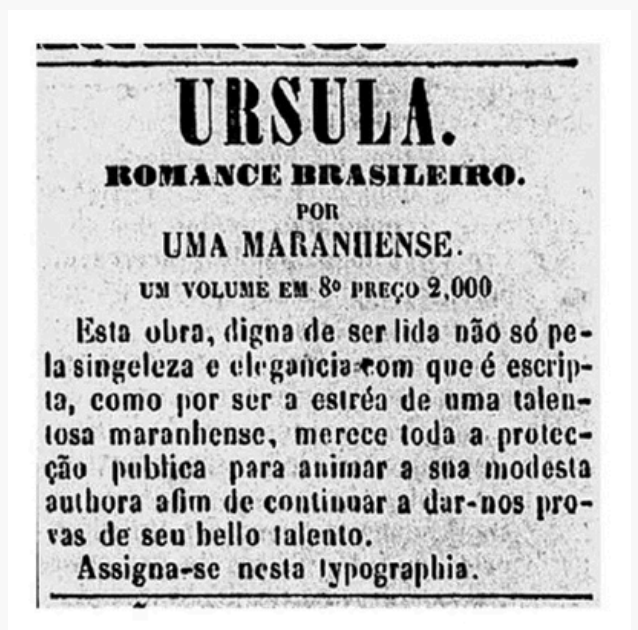 URSULA.
ROMANCE BRASILEIRO.
POR
UMA MARANHENSE.
UM VOLUME EM 8º PREÇO 2,000
Esta obra, digna de ser lida não só pe-
la singeleza e elegancia com que é escrip-
ta, como por ser a estréa de uma talen-
tosa maranhense, merece toda a protec-
ção publica para animar a sua modesta
authora afim de continuar a dar-nos pro-
vas de seu bello talento.
Assigna-se nesta typographia.